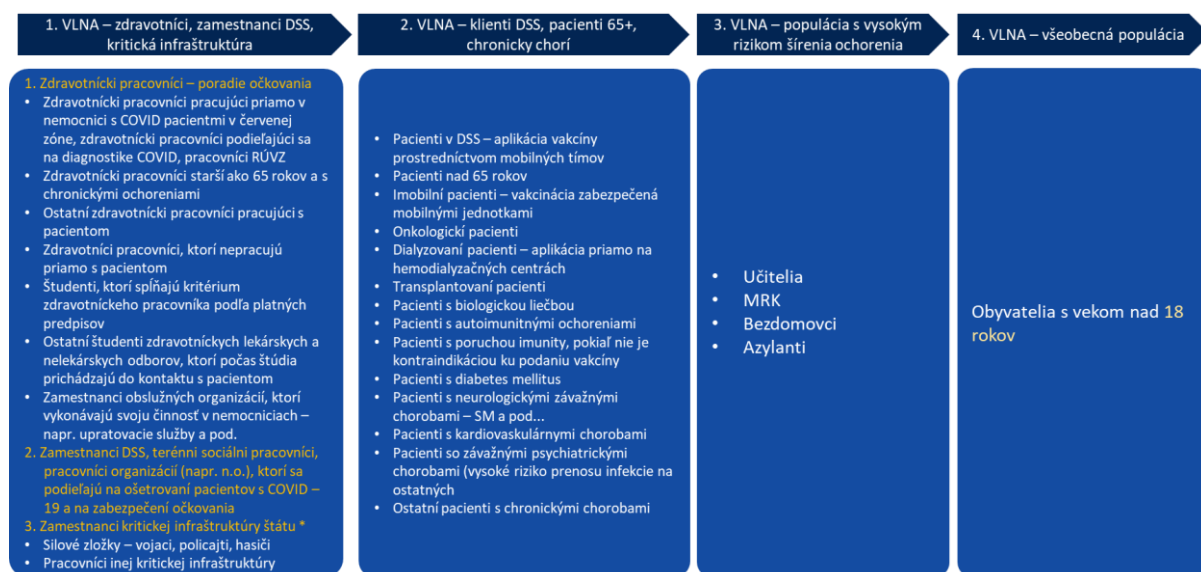 1. VLNA – zdravotníci, zamestnanci DSS,
kritická infraštruktúra
2. VLNA – klienti DSS, pacienti 65+,
chronicky chorí
3. VLNA – populácia s vysokým
rizikom šírenia ochorenia
4. VLNA – všeobecná populácia
1. Zdravotnícki pracovníci – poradie očkovania
• Zdravotnícki pracovníci pracujúci priamo v
nemocnici s COVID pacientmi v červenej
zóne, zdravotnícki pracovníci podieľajúci sa
na diagnostike COVID, pracovníci RÚVZ
• Zdravotnícki pracovníci starší ako 65 rokov a s
chronickými ochoreniami
• Ostatní zdravotnícki pracovníci pracujúci s
pacientom
• Zdravotníci pracovníci, ktorí nepracujú
priamo s pacientom
• Študenti, ktorí spĺňajú kritérium
zdravotníckeho pracovníka podľa platných
predpisov
• Ostatní študenti zdravotníckych lekárskych a
nelekárskych odborov, ktorí počas štúdia
prichádzajú do kontaktu s pacientom
• Zamestnanci obslužných organizácií, ktorí
vykonávajú svoju činnosť v nemocniciach –
napr. upratovacie služby a pod.
2. Zamestnanci DSS, terénni sociálni pracovníci,
pracovníci organizácií (napr. n.o.), ktorí sa
podieľajú na ošetrovaní pacientov s COVID –
19 a na zabezpečení očkovania
3. Zamestnanci kritickej infraštruktúry štátu *
• Silové zložky – vojaci, policajti, hasiči
• Pracovníci inej kritickej infraštruktúry
• Pacienti v DSS – aplikácia vakcíny
prostredníctvom mobilných tímov
• Pacienti nad 65 rokov
• Imobilní pacienti – vakcinácia zabezpečená
mobilnými jednotkami
• Onkologickí pacienti
• Dialyzovaní pacienti – aplikácia priamo na
hemodialyzačných centrách
• Transplantovaní pacienti
• Pacienti s biologickou liečbou
• Pacienti s autoimunitnými ochoreniami
• Pacienti s poruchou imunity, pokiaľ nie je
kontraindikáciou ku podaniu vakcíny
• Pacienti s diabetes mellitus
• Pacienti s neurologickými závažnými
chorobami – SM a pod...
• Pacienti s kardiovaskulárnymi chorobami
• Pacienti so závažnými psychiatrickými
chorobami (vysoké riziko prenosu infekcie na
ostatných
• Ostatní pacienti s chronickými chorobami
• Učitelia
• MRK
• Bezdomovci
• Azylanti
Obyvatelia s vekom nad 18
rokov